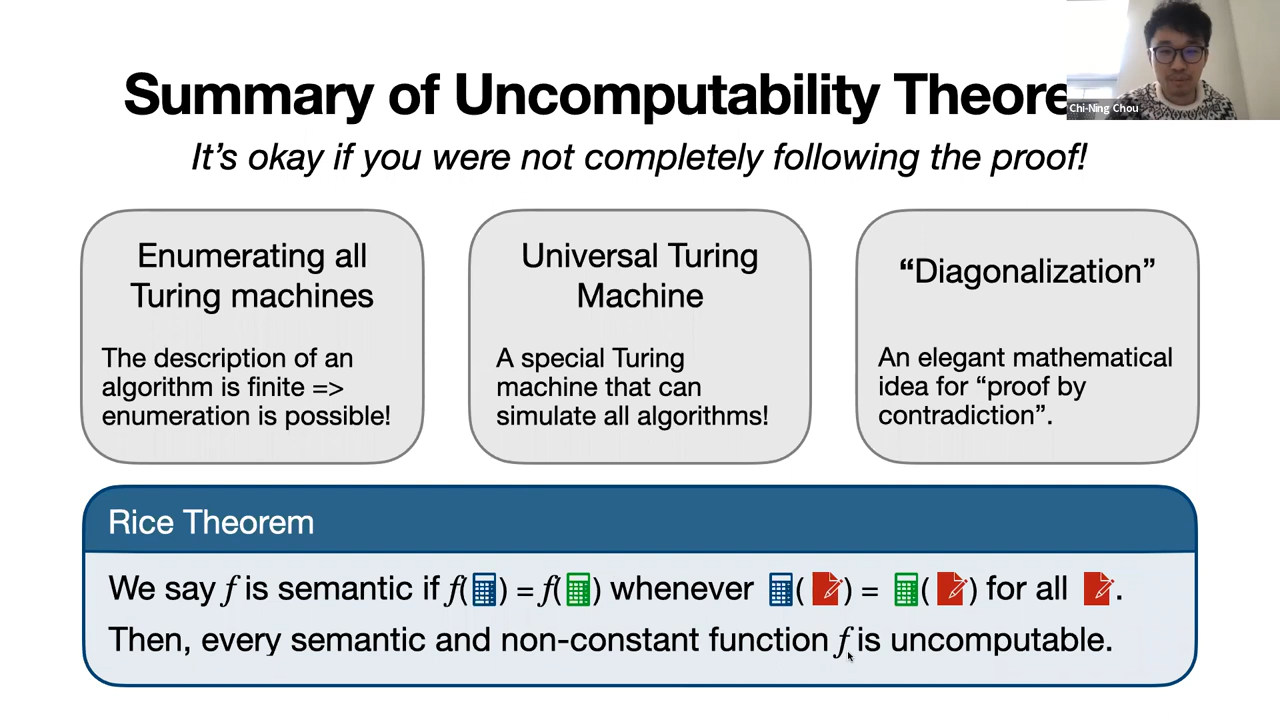 Summary of Uncomputability Theore
Chi-Ning Chou
It’s okay if you were not completely following the proof!
Enumerating all
Turing machines
The description of an
algorithm is finite =>
enumeration is possible!
Universal Turing
Machine
A special Turing
machine that can
simulate all algorithms!
“Diagonalization”
An elegant mathematical
idea for “proof by
contradiction”.
Rice Theorem
We say f is semantic if f( ) = f( ) whenever ( ) = ( ) for all .
Then, every semantic and non-constant function f is uncomputable.